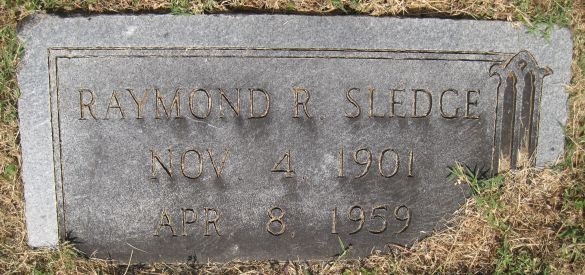 RAYMOND R. SLEDGE
NOV. 4, 1901
APR. 8, 1959